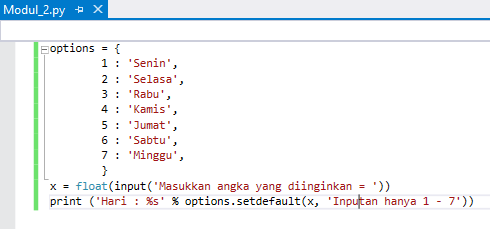 Modul_2.py
options = {
1 : 'Senin',
2 : 'Selasa',
3 : 'Rabu',
4 : 'Kamis',
5 : 'Jumat',
6 : 'Sabtu',
7 : 'Minggu',
}
x = float(input('Masukkan angka yang diinginkan = '))
print ('Hari : %s' % options.setdefault(x, 'Inputan hanya 1 - 7'))